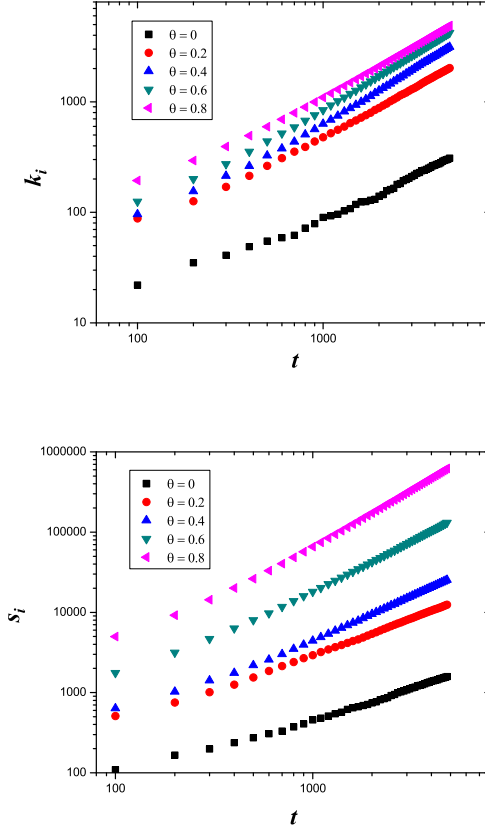 θ = 0
θ = 0.2
θ = 0.4
θ = 0.6
θ = 0.8
1000
100
10
k_i
100
1000
t
1000000
100000
10000
1000
100
θ = 0
θ = 0.2
θ = 0.4
θ = 0.6
θ = 0.8
s_i
100
1000
t